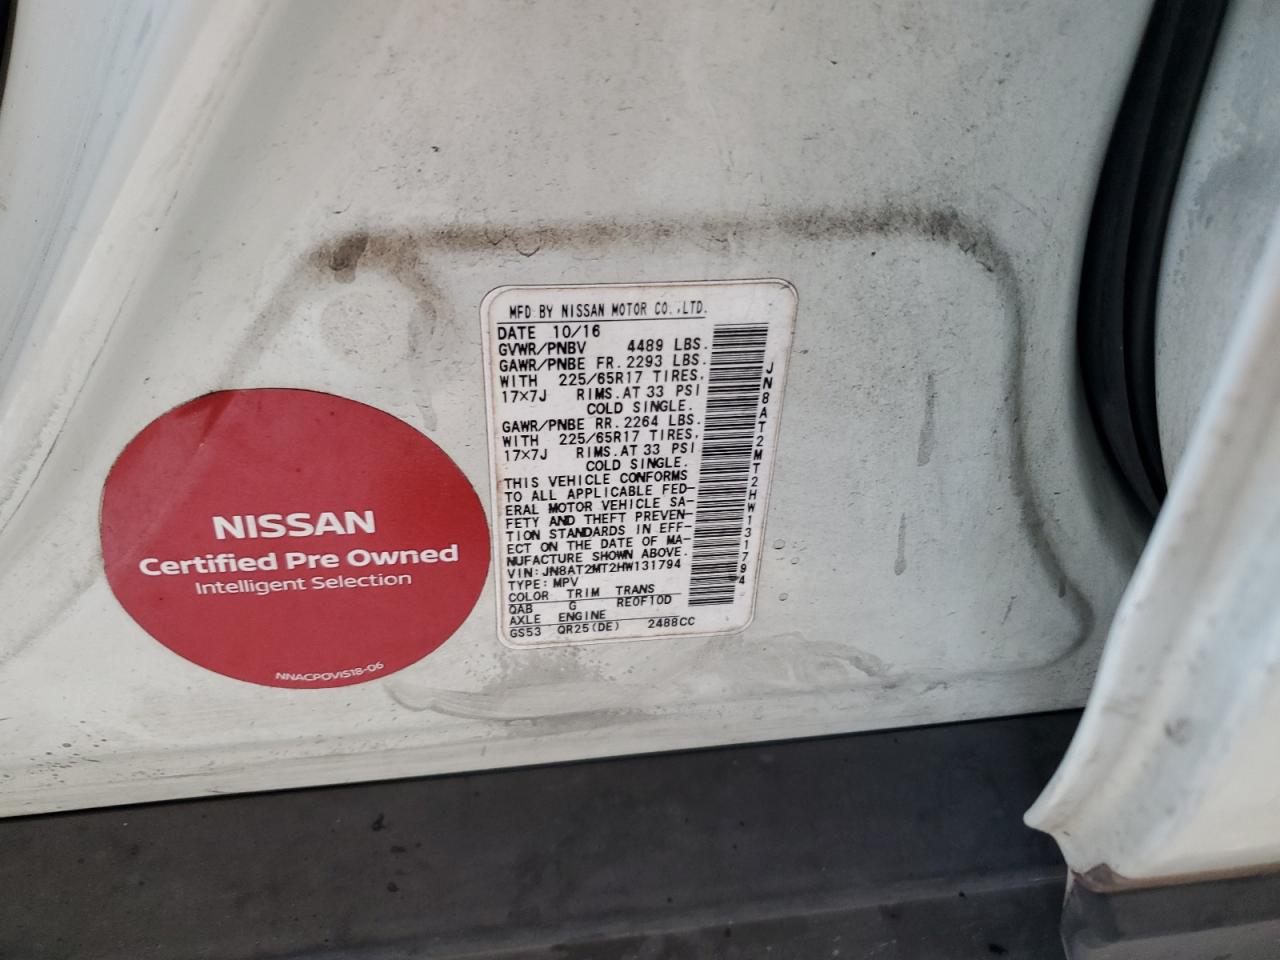 MFD BY NISSAN MOTOR CO.,LTD.
DATE 10/16
GVWR/PNBV 4489 LBS.
GAWR/PNBE FR. 2293 LBS.
WITH 225/65R17 TIRES,
17×7J RIMS.AT 33 PSI
COLD SINGLE.
GAWR/PNBE RR. 2264 LBS.
WITH 225/65R17 TIRES,
17×7J RIMS.AT 33 PSI
COLD SINGLE.
THIS VEHICLE CONFORMS
TO ALL APPLICABLE FED-
ERAL MOTOR VEHICLE SA-
FETY AND THEFT PREVEN-
TION STANDARDS IN EFF-
ECT ON THE DATE OF MA-
NUFACTURE SHOWN ABOVE.
VIN:JN8AT2MT2HW131794
TYPE:MPV
COLOR TRIM TRANS
QAB G RE0F10D
AXLE ENGINE
GS53 QR25(DE) 2488CC
JN8AT2MT2HW131794
NISSAN
Certified Pre Owned
Intelligent Selection
NNACPOVIS18-06